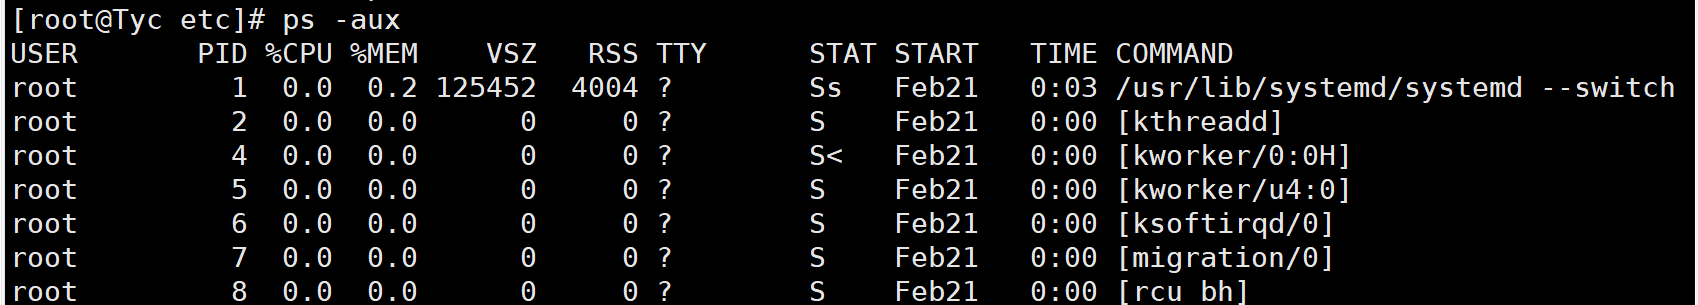 [root@Tyc etc]# ps -aux
USER       PID %CPU %MEM    VSZ   RSS TTY      STAT START   TIME COMMAND
root         1  0.0  0.2 125452  4004 ?        Ss   Feb21   0:03 /usr/lib/systemd/systemd --switch
root         2  0.0  0.0      0     0 ?        S    Feb21   0:00 [kthreadd]
root         4  0.0  0.0      0     0 ?        S<   Feb21   0:00 [kworker/0:0H]
root         5  0.0  0.0      0     0 ?        S    Feb21   0:00 [kworker/u4:0]
root         6  0.0  0.0      0     0 ?        S    Feb21   0:00 [ksoftirqd/0]
root         7  0.0  0.0      0     0 ?        S    Feb21   0:00 [migration/0]
root         8  0.0  0.0      0     0 ?        S    Feb21   0:00 [rcu_bh]